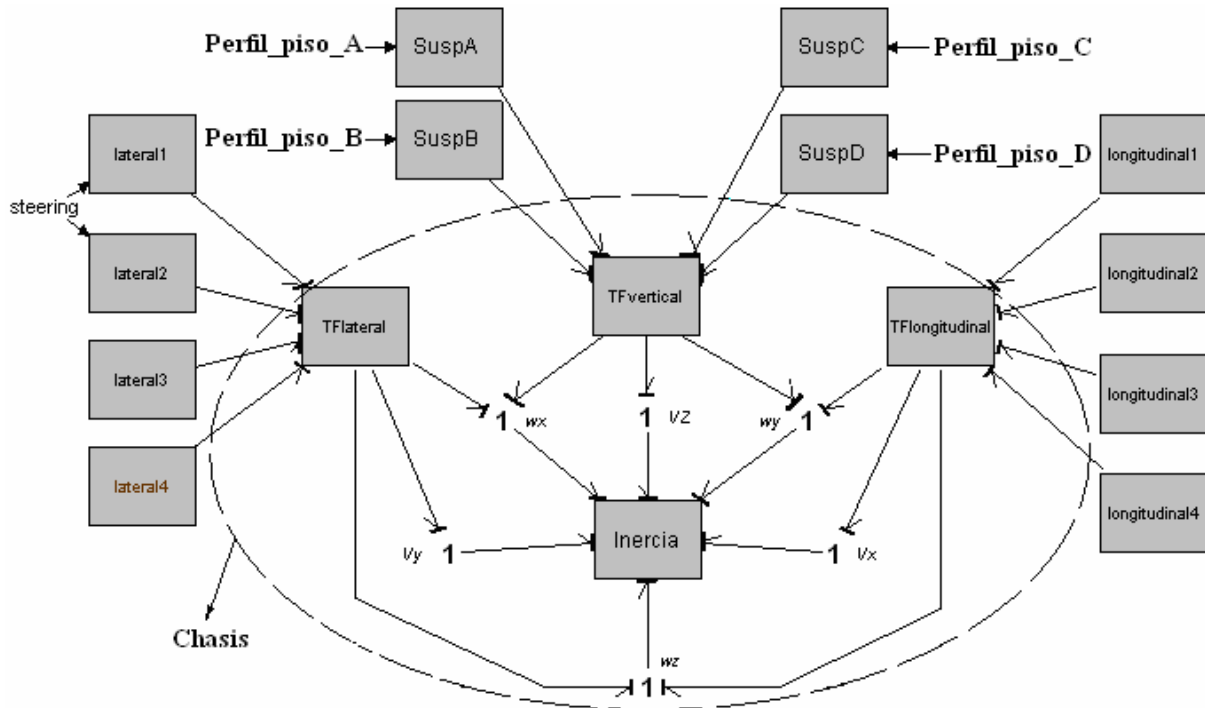 Perfil_piso_A
SuspA
SuspC
Perfil_piso_C
Perfil_piso_B
SuspB
SuspD
Perfil_piso_D
lateral1
longitudinal1
steering
lateral2
longitudinal2
TFvertical
TFlateral
TFlongitudinal
lateral3
longitudinal3
1 wx
1 VZ
wy 1
lateral4
longitudinal4
Vy 1
Inercia
1 Vx
Chasis
wz
1